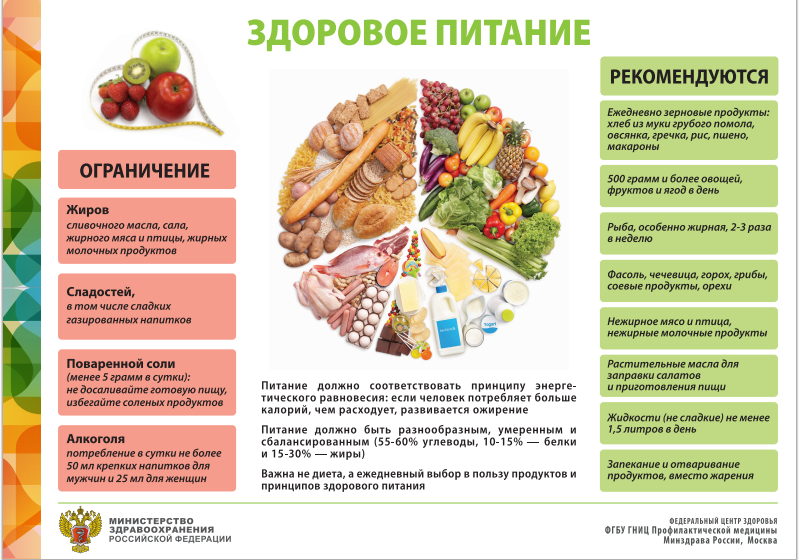 ЗДОРОВОЕ ПИТАНИЕ
ОГРАНИЧЕНИЕ
Жиров
сливочного масла, сала,
жирного мяса и птицы, жирных
молочных продуктов
Сладостей,
в том числе сладких
газированных напитков
Поваренной соли
(менее 5 грамм в сутки):
не досаливайте готовую пищу,
избегайте соленых продуктов
Алкоголя
потребление в сутки не более
50 мл крепких напитков для
мужчин и 25 мл для женщин
Питание должно соответствовать принципу энерге-
тического равновесия: если человек потребляет больше
калорий, чем расходует, развивается ожирение
Питание должно быть разнообразным, умеренным и
сбалансированным (55-60% углеводы, 10-15% — белки
и 15-30% — жиры)
Важна не диета, а ежедневный выбор в пользу продуктов и
принципов здорового питания
РЕКОМЕНДУЮТСЯ
Ежедневно зерновые продукты:
хлеб из муки грубого помола,
овсянка, гречка, рис, пшено,
макароны
500 грамм и более овощей,
фруктов и ягод в день
Рыба, особенно жирная, 2-3 раза
в неделю
Фасоль, чечевица, горох, грибы,
соевые продукты, орехи
Нежирное мясо и птица,
нежирные молочные продукты
Растительные масла для
заправки салатов
и приготовления пищи
Жидкости (не сладкие) не менее
1,5 литров в день
Запекание и отваривание
продуктов, вместо жарения
МИНИСТЕРСТВО
ЗДРАВООХРАНЕНИЯ
РОССИЙСКОЙ ФЕДЕРАЦИИ
ФЕДЕРАЛЬНЫЙ ЦЕНТР ЗДОРОВЬЯ
ФГБУ ГНИЦ Профилактической медицины
Минздрава России, Москва